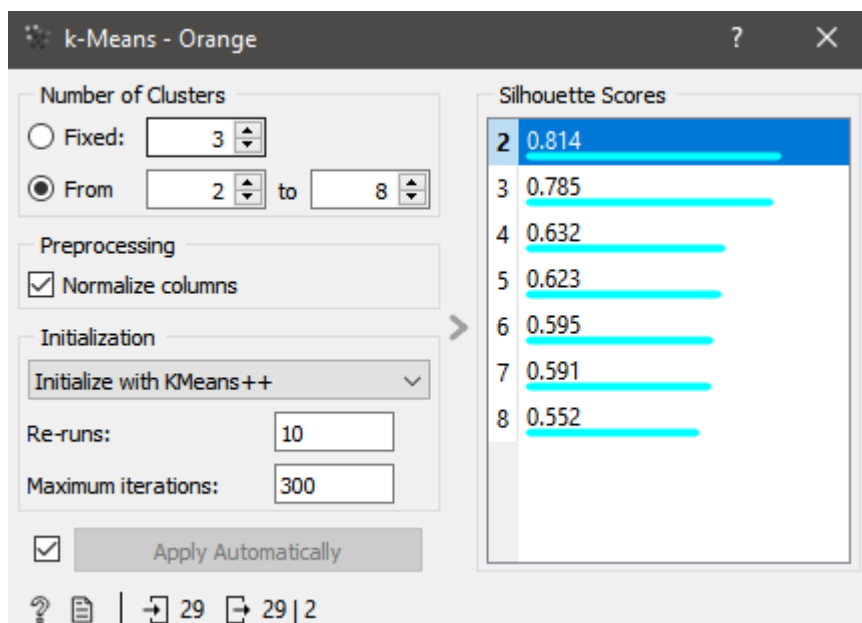 k-Means - Orange ? ×
Number of Clusters
Fixed: 3
From 2 to 8
Preprocessing
Normalize columns
Initialization
Initialize with KMeans++
Re-runs: 10
Maximum iterations: 300
Apply Automatically
? 29 29 | 2
Silhouette Scores
2 0.814
3 0.785
4 0.632
5 0.623
6 0.595
7 0.591
8 0.552